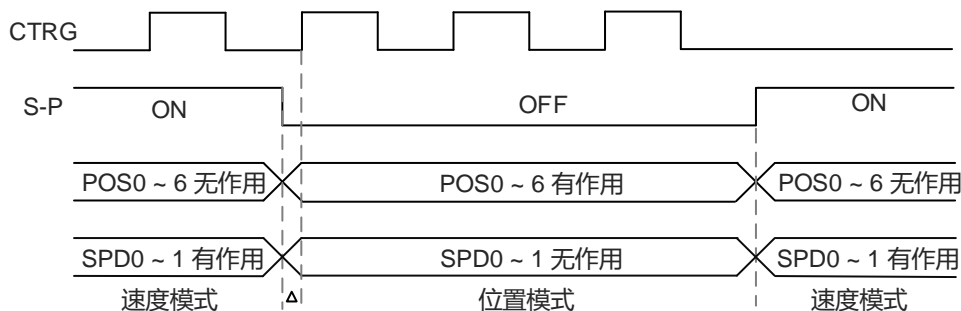 CTRG
S-P ON OFF ON
POS0 ~ 6 无作用 POS0 ~ 6 有作用 POS0 ~ 6 无作用
SPD0 ~ 1 有作用 SPD0 ~ 1 无作用 SPD0 ~ 1 有作用
速度模式 Δ 位置模式 速度模式